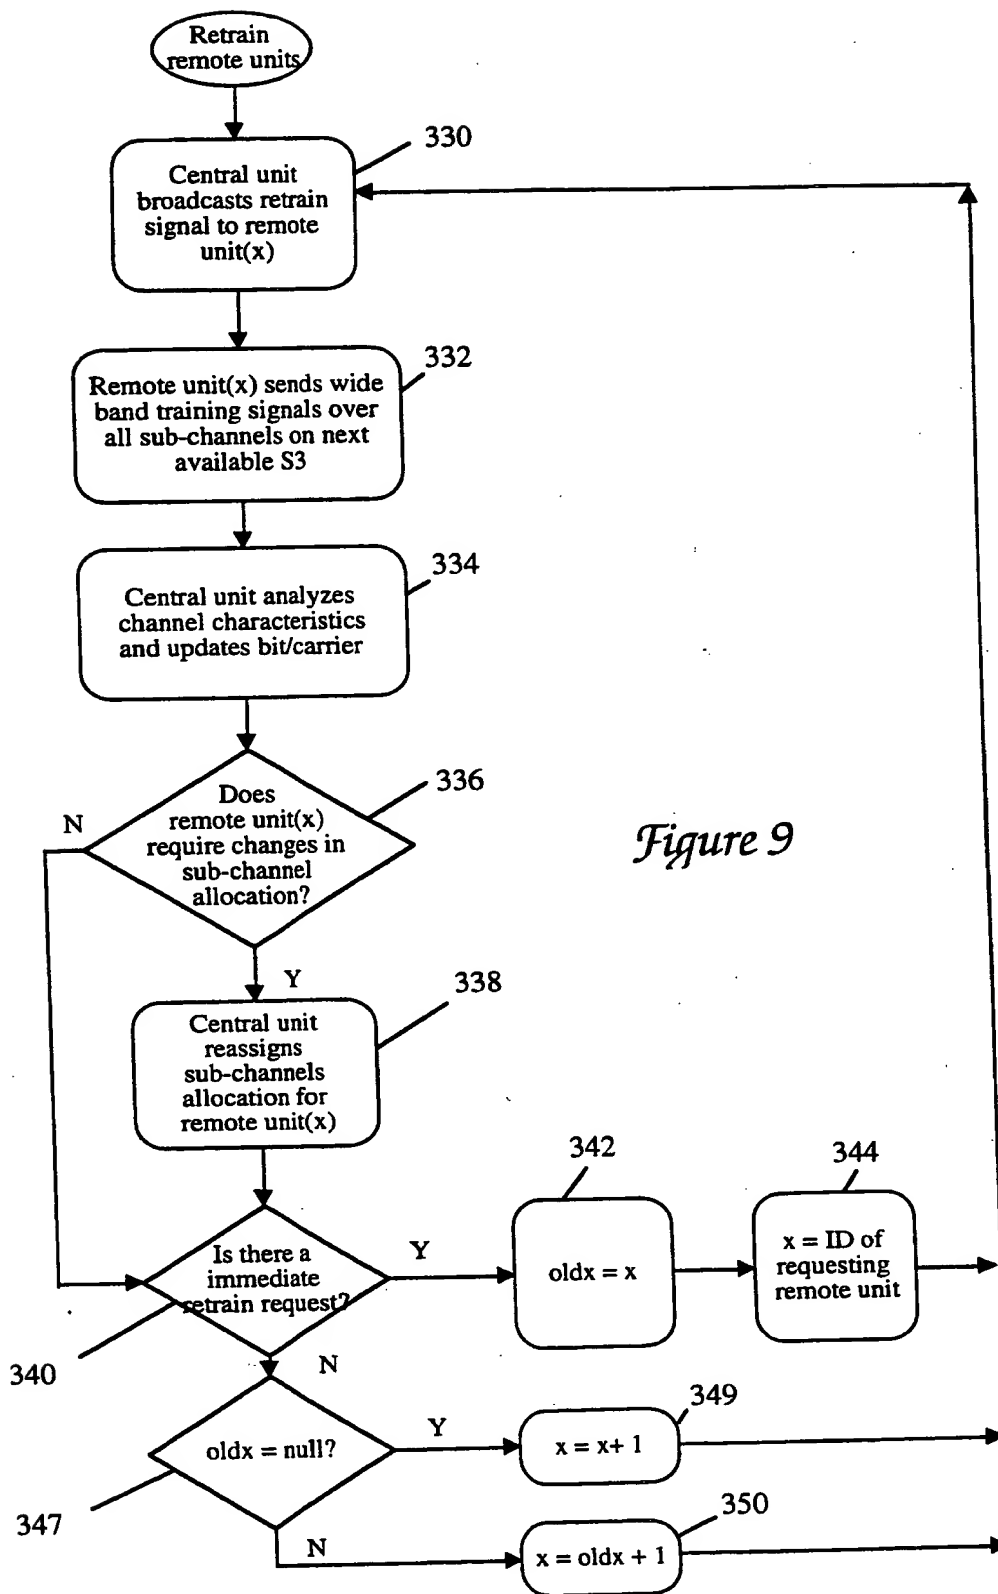 Retrain
remote units
330
Central unit
broadcasts retrain
signal to remote
unit(x)
332
Remote unit(x) sends wide
band training signals over
all sub-channels on next
available S3
334
Central unit analyzes
channel characteristics
and updates bit/carrier
336
Does
remote unit(x)
require changes in
sub-channel
allocation?
N
Figure 9
Y
338
Central unit
reassigns
sub-channels
allocation for
remote unit(x)
342
344
Is there a
immediate
retrain request?
Y
oldx = x
x = ID of
requesting
remote unit
340
N
349
oldx = null?
Y
x = x+ 1
347
350
N
x = oldx + 1